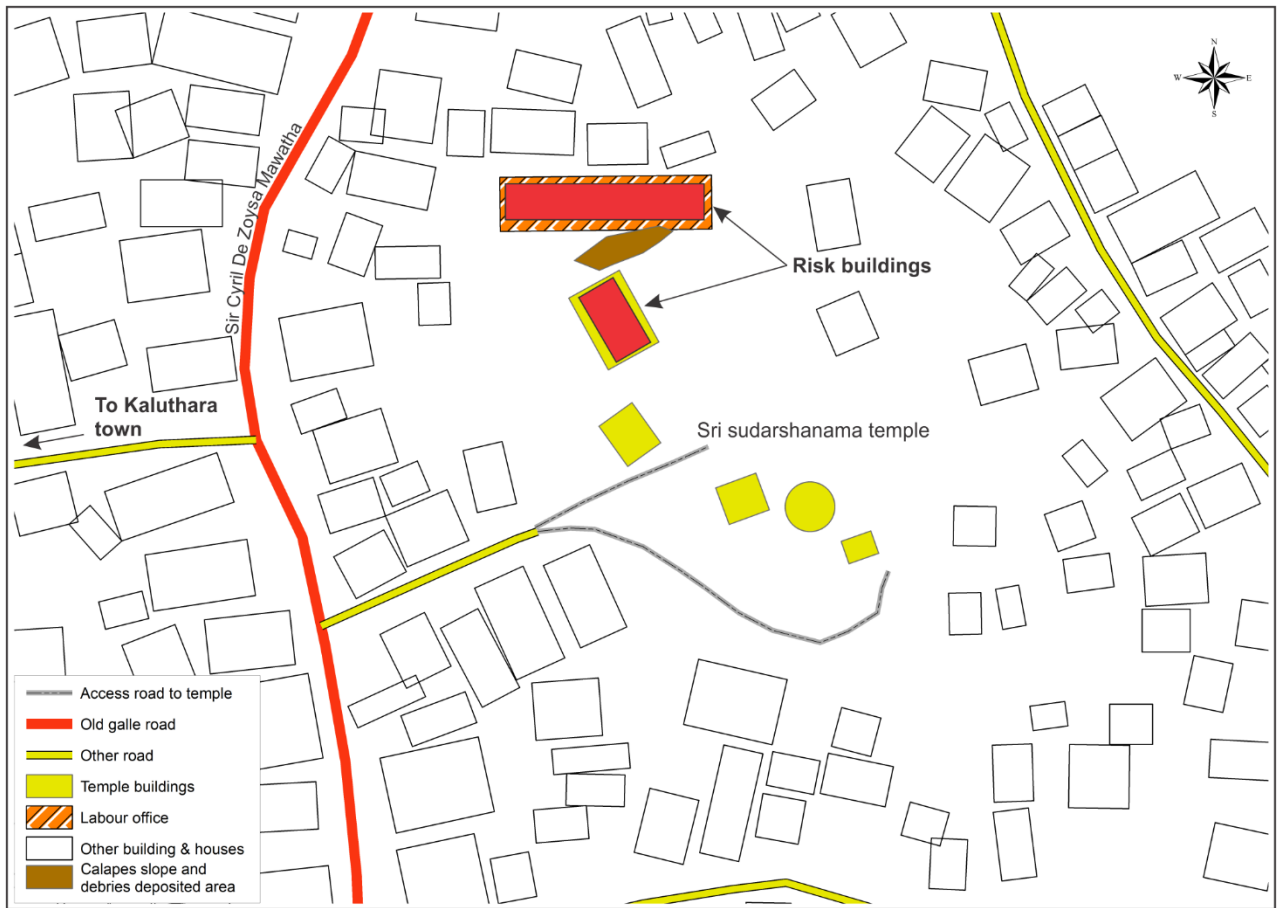 N
W E
S
Sir Cyril De Zoysa Mawatha
Risk buildings
To Kaluthara
town
Sri sudarshanama temple
Access road to temple
Old galle road
Other road
Temple buildings
Labour office
Other building & houses
Calapes slope and
debries deposited area